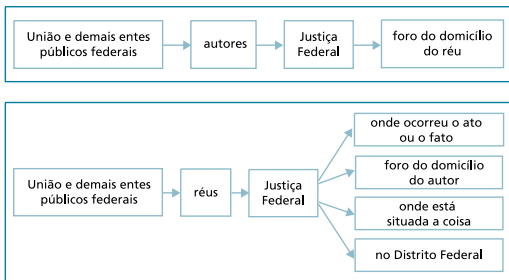 União e demais entes
públicos federais
autores
Justiça
Federal
foro do domicílio
do réu
União e demais entes
públicos federais
réus
Justiça
Federal
onde ocorreu o ato
ou o fato
foro do domicílio
do autor
onde está
situada a coisa
no Distrito Federal